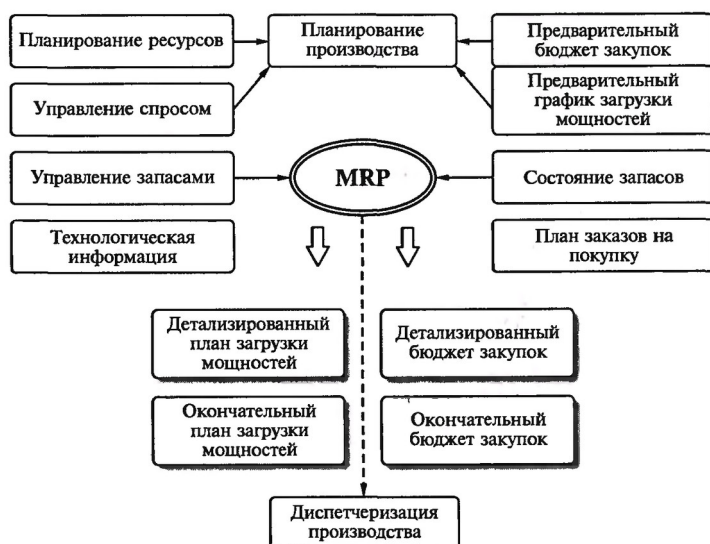 Планирование ресурсов
Планирование
производства
Предварительный
бюджет закупок
Управление спросом
Предварительный
график загрузки
мощностей
Управление запасами
MRP
Состояние запасов
Технологическая
информация
План заказов на
покупку
Детализированный
план загрузки
мощностей
Детализированный
бюджет закупок
Окончательный
план загрузки
мощностей
Окончательный
бюджет закупок
Диспетчеризация
производства